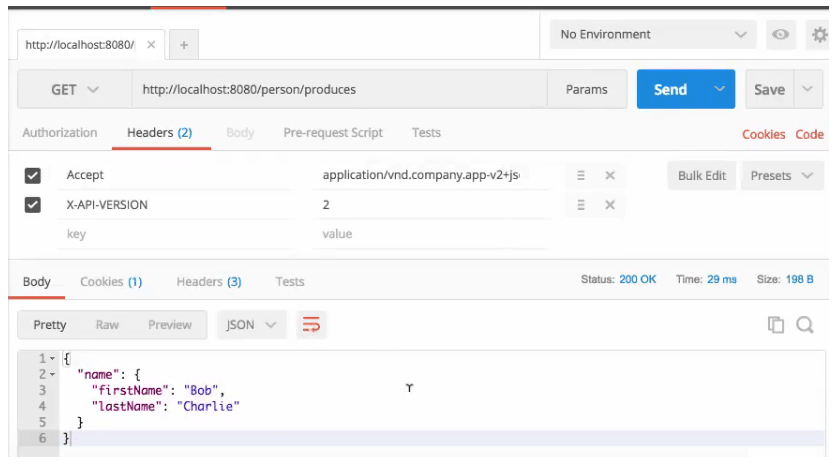 http://localhost:8080/ × +
No Environment
GET http://localhost:8080/person/produces Params Send Save
Authorization Headers (2) Body Pre-request Script Tests Cookies Code
Accept application/vnd.company.app-v2+js Bulk Edit Presets
X-API-VERSION 2
key value
Body Cookies (1) Headers (3) Tests Status: 200 OK Time: 29 ms Size: 198 B
Pretty Raw Preview JSON
1 {
2 "name": {
3 "firstName": "Bob",
4 "lastName": "Charlie"
5 }
6 }